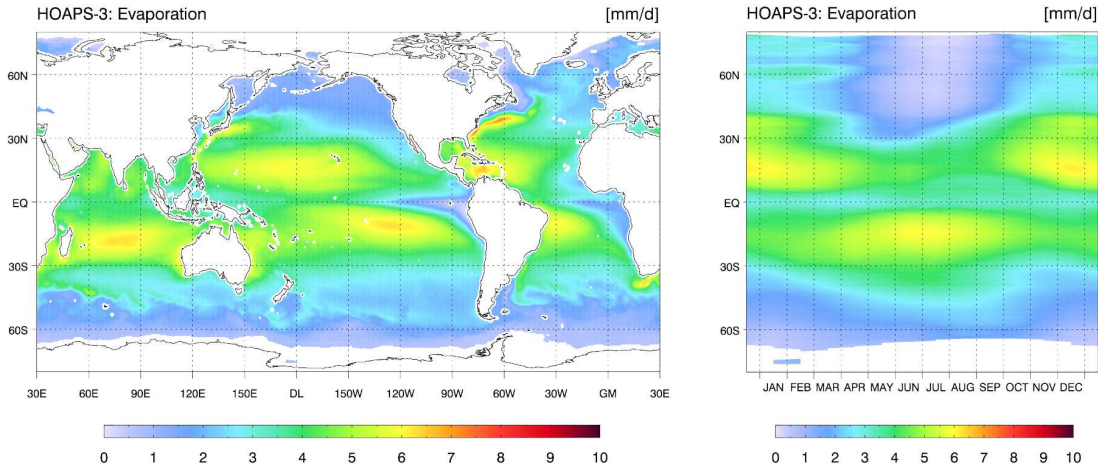 HOAPS-3: Evaporation [mm/d]
60N
30N
EQ
30S
60S
30E 60E 90E 120E 150E DL 150W 120W 90W 60W GM 30E
0 1 2 3 4 5 6 7 8 9 10
HOAPS-3: Evaporation [mm/d]
60N
30N
EQ
30S
60S
JAN FEB MAR APR MAY JUN JUL AUG SEP OCT NOV DEC
0 1 2 3 4 5 6 7 8 9 10